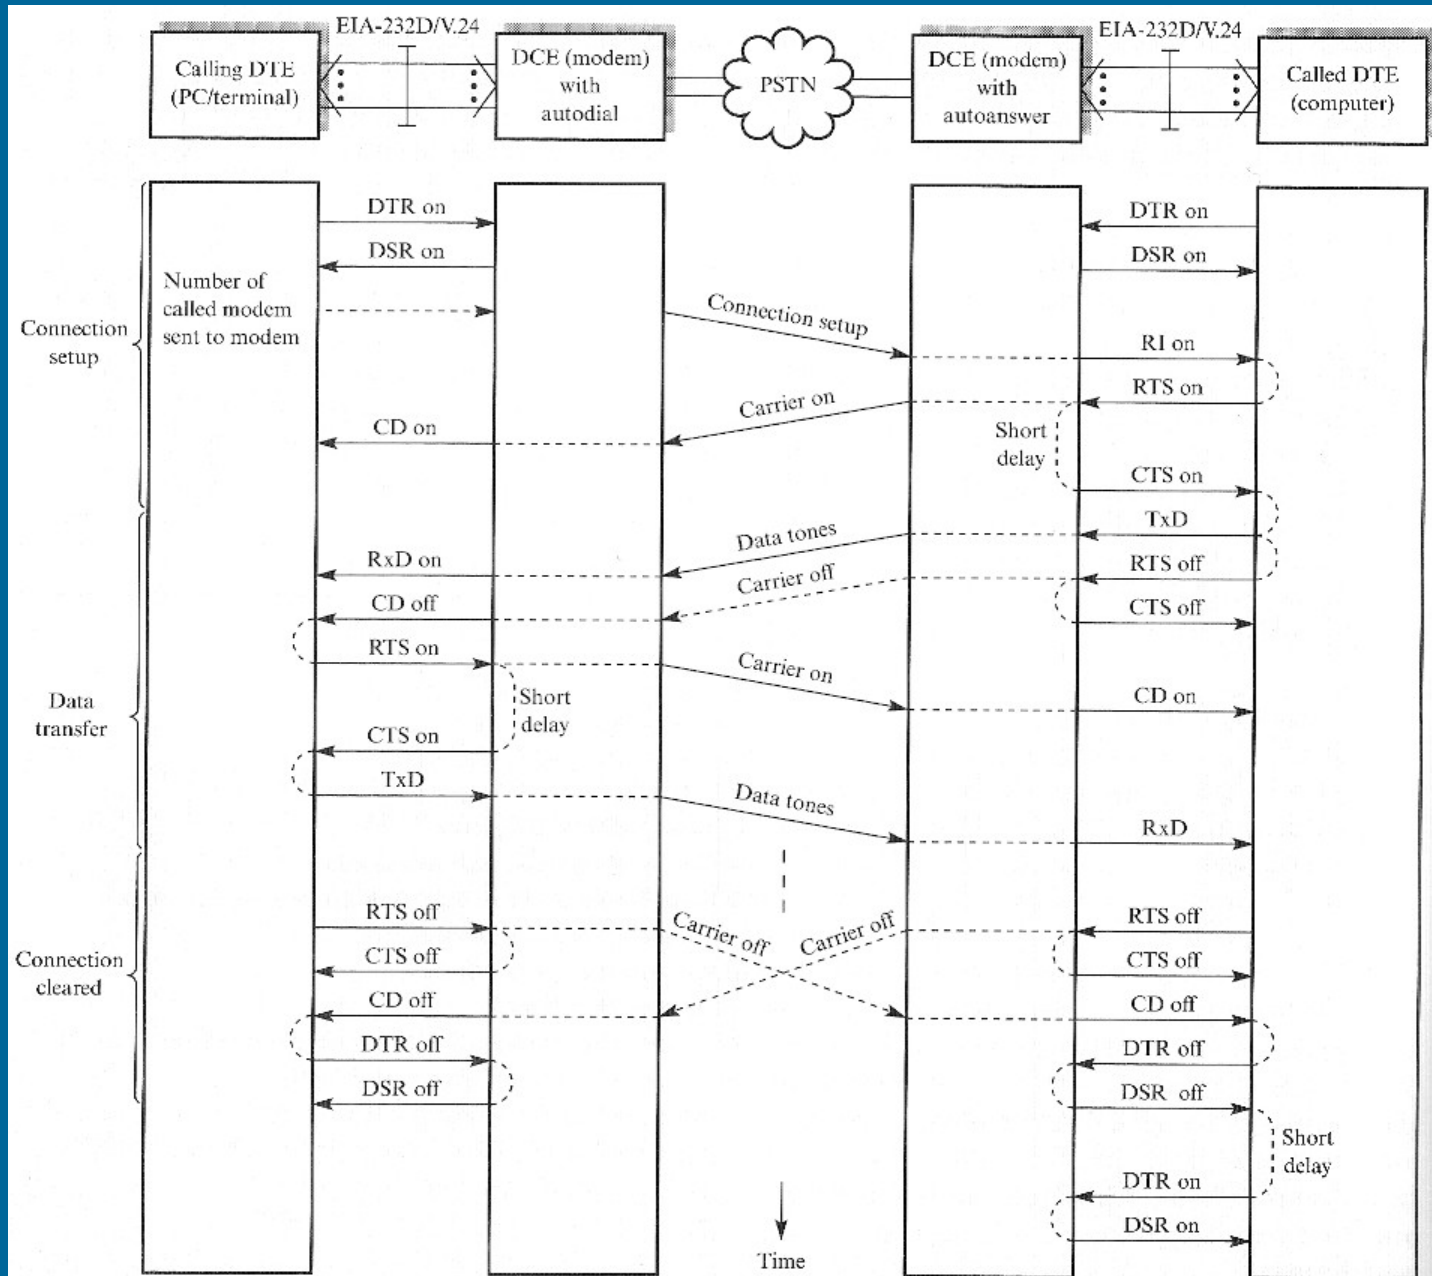 EIA-232D/V.24
EIA-232D/V.24
Calling DTE
(PC/terminal)
DCE (modem)
with
autodial
PSTN
DCE (modem)
with
autoanswer
Called DTE
(computer)
DTR on
DTR on
DSR on
DSR on
Number of
called modem
sent to modem
Connection
setup
Connection setup
RI on
RTS on
Carrier on
CD on
Short
delay
CTS on
TxD
Data tones
RxD on
RTS off
Carrier off
CD off
CTS off
RTS on
Carrier on
CD on
Short
delay
Data
transfer
CTS on
TxD
Data tones
RxD
RTS off
Carrier off
Carrier off
RTS off
Connection
cleared
CTS off
CTS off
CD off
CD off
DTR off
DTR off
DSR off
DSR off
Short
delay
DTR on
DSR on
Time